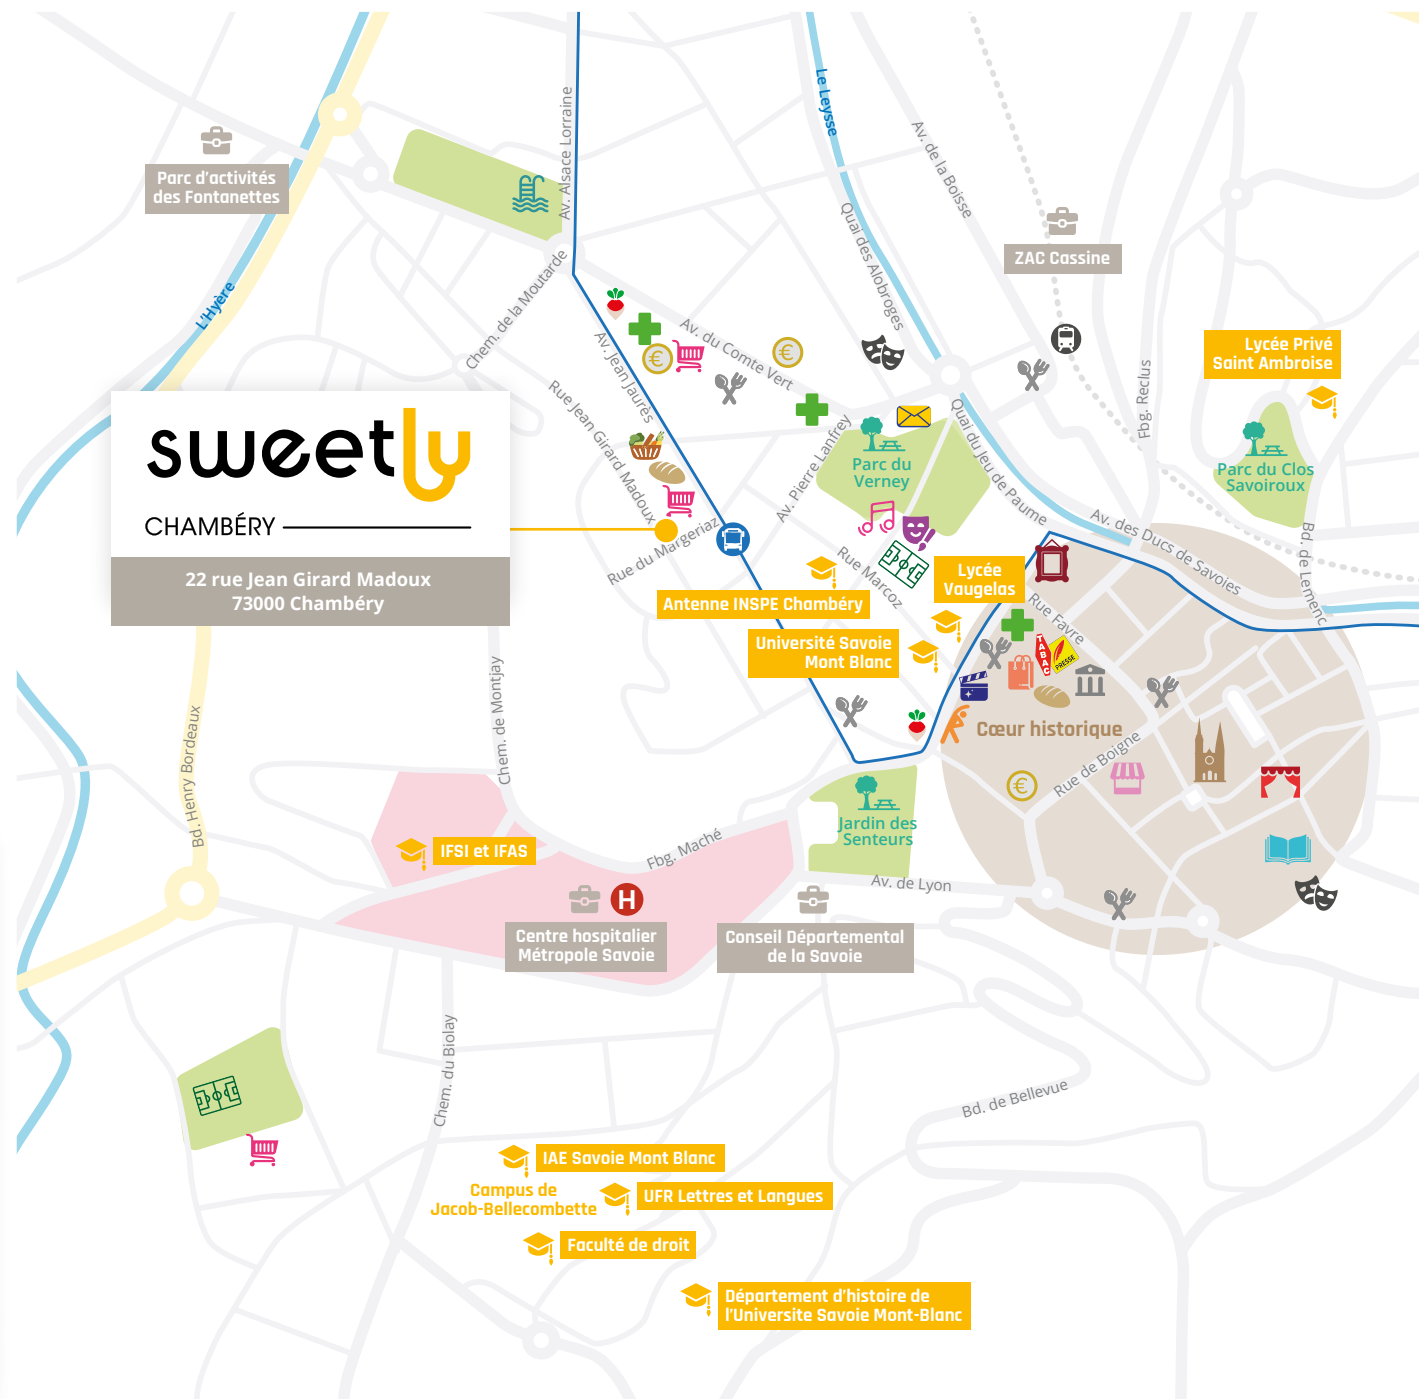 Parc d'activités
des Fontanettes
L'Hyère
Av. Alsace Lorraine
Le Leysse
Av. de la Boisse
Quai des Alobroges
ZAC Cassine
Chem. de la Moutarde
Av. du Comte Vert
Av. Jean Jaurès
Rue Jean Girard Madoux
Rue du Margeriaz
Av. Pierre Lanfrey
Fbg. Reclus
Lycée Privé
Saint Ambroise
Parc du Clos
Savoiroux
Parc du
Verney
Quai du Jeu de Paume
Av. des Ducs de Savoies
Bd. de Lemenc
sweetly
CHAMBÉRY
22 rue Jean Girard Madoux
73000 Chambéry
€
€
Rue Marcoz
Lycée
Vaugelas
Antenne INSPE Chambéry
Université Savoie
Mont Blanc
Rue Favre
TABAC
PRESSE
Cœur historique
Rue de Boigne
€
Chem. de Montjay
Bd. Henry Bordeaux
Jardin des
Senteurs
IFSI et IFAS
Fbg. Maché
Av. de Lyon
H
Centre hospitalier
Métropole Savoie
Conseil Départemental
de la Savoie
Chem. du Biolay
Bd. de Bellevue
IAE Savoie Mont Blanc
Campus de
Jacob-Bellecombette
UFR Lettres et Langues
Faculté de droit
Département d'histoire de
l'Universite Savoie Mont-Blanc